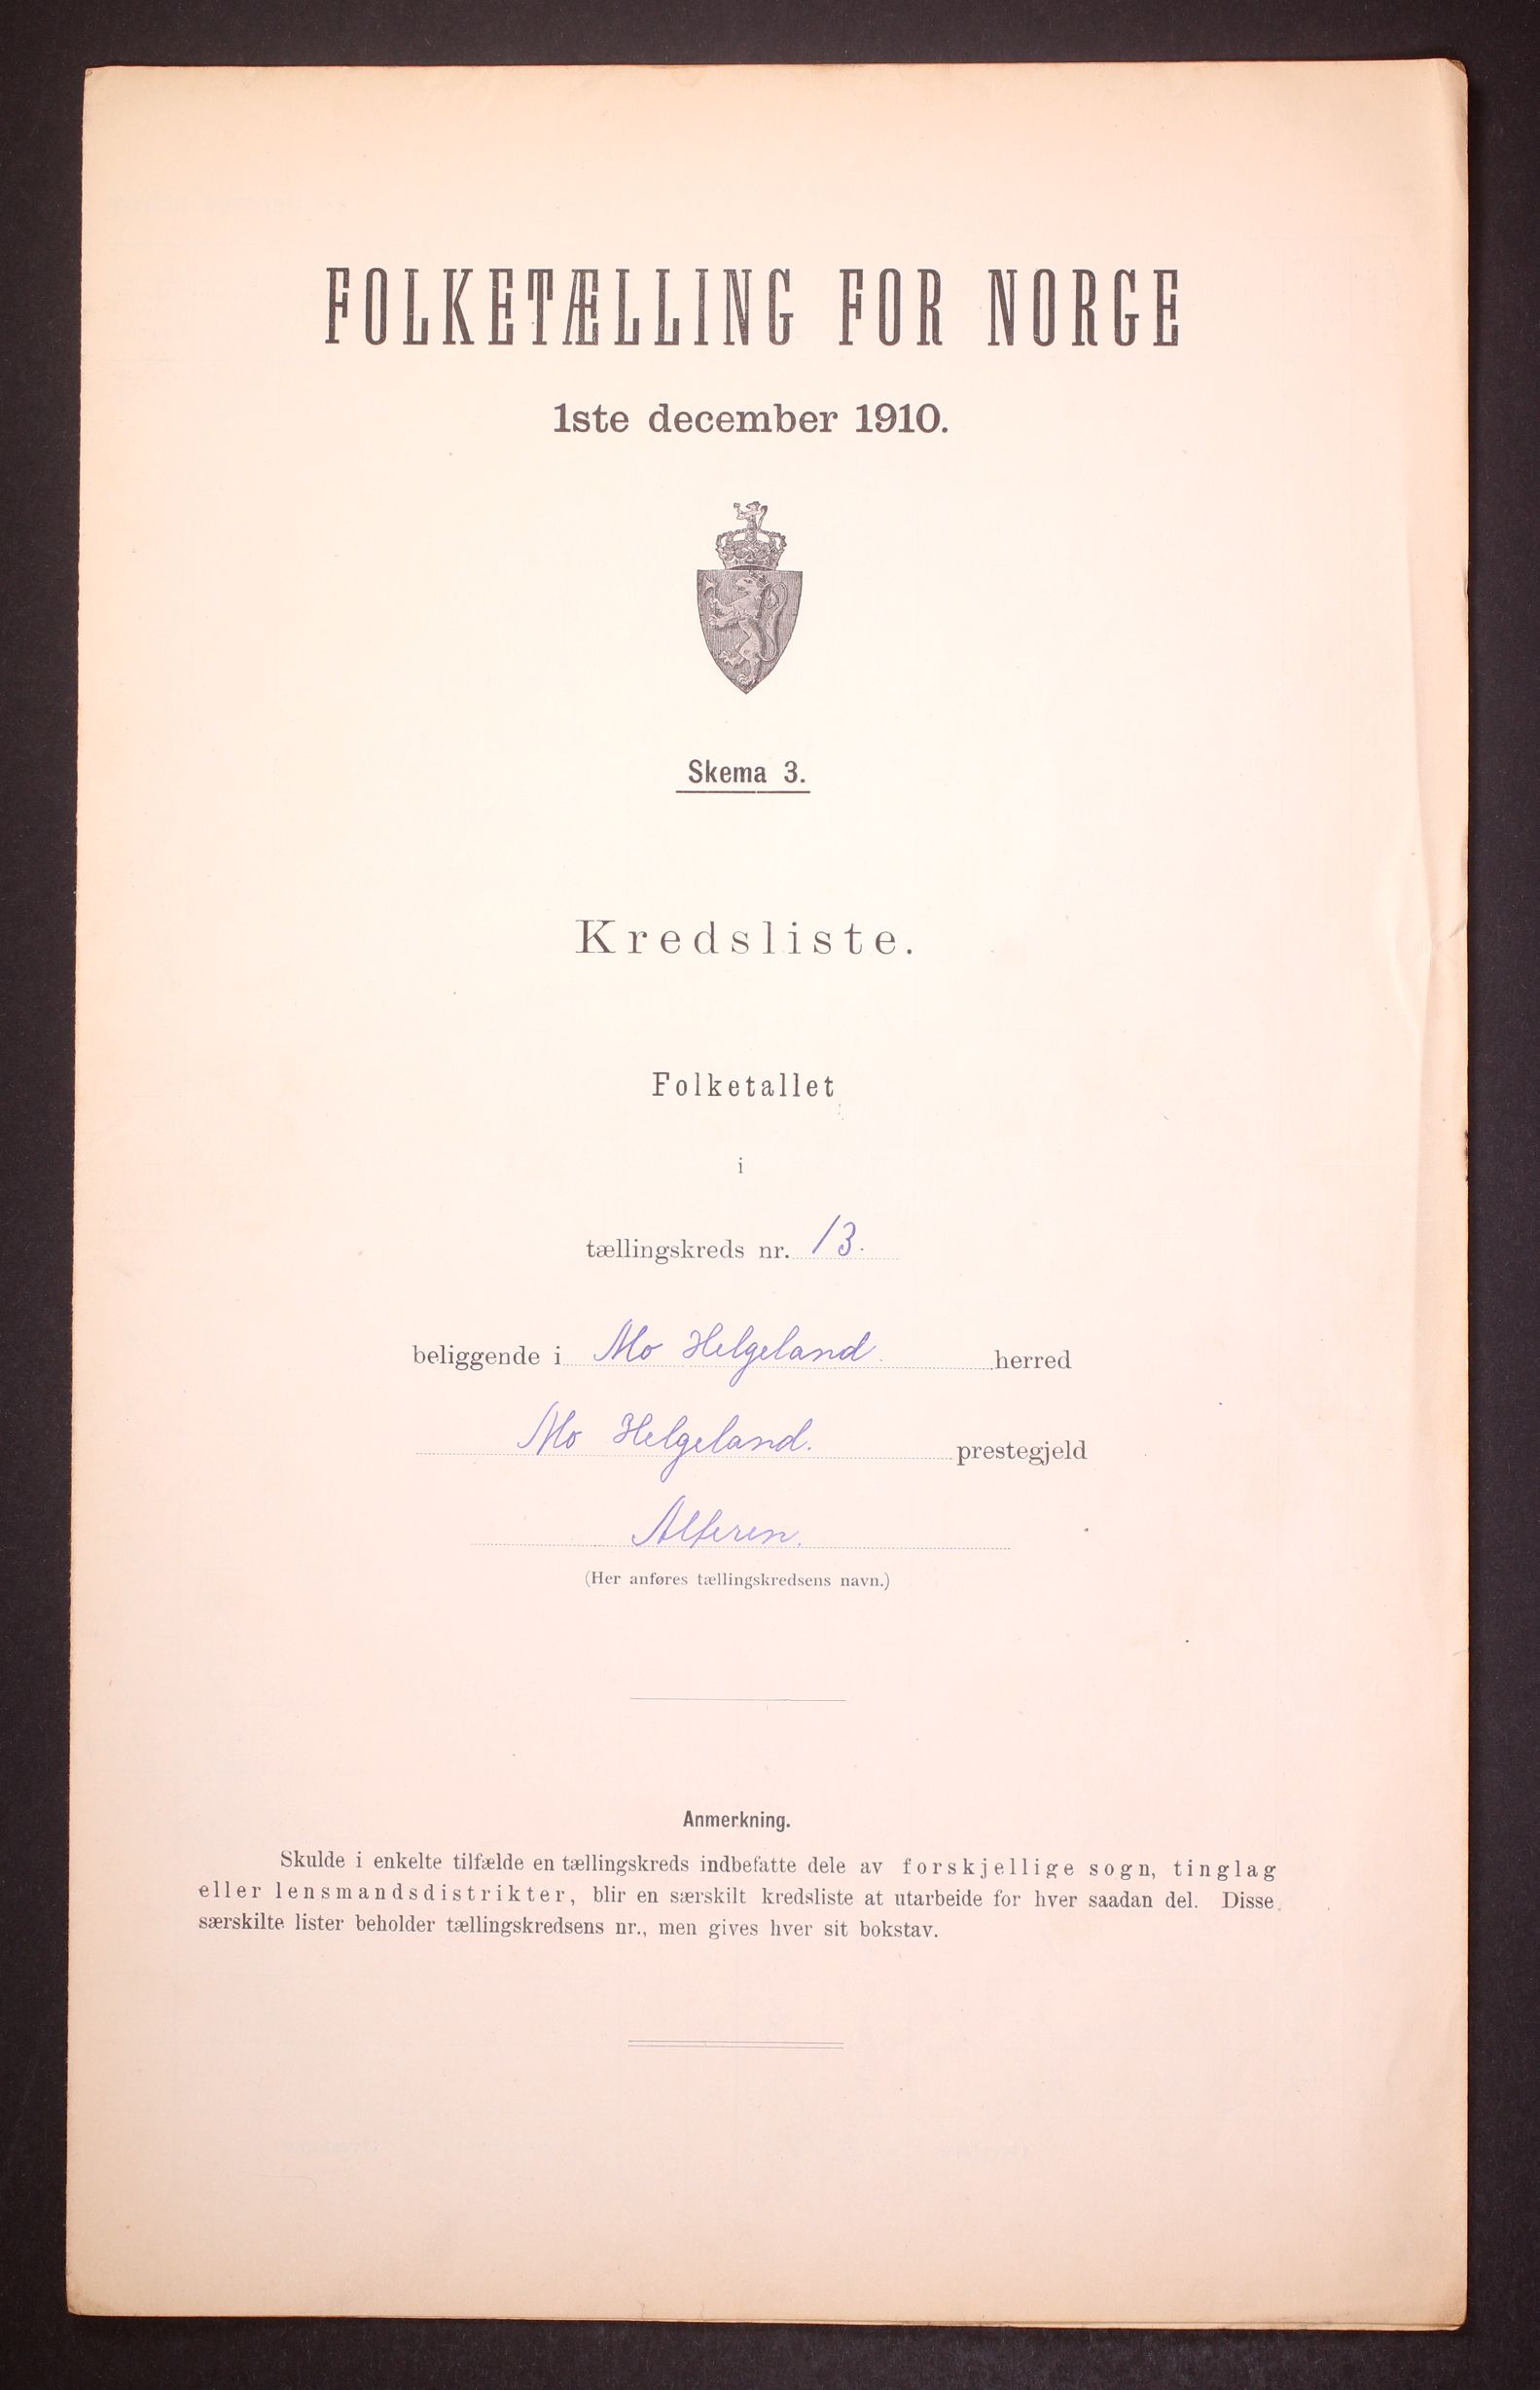 FOLKETÆLLING FOR NORGE
1ste december 1910.
Skema 3.
Kredsliste.
Folketallet
i
tællingskreds nr. 13.
beliggende i Mo Helgeland. herred
Mo Helgeland. prestegjeld
Alteren.
(Her anføres tællingskredsens navn.)
Anmerkning.
Skulde i enkelte tilfælde en tællingskreds indbefatte dele av forskjellige sogn, tinglag
eller lensmandsdistrikter, blir en særskilt kredsliste at utarbeide for hver saadan del. Disse
særskilte lister beholder tællingskredsens nr., men gives hver sit bokstav.